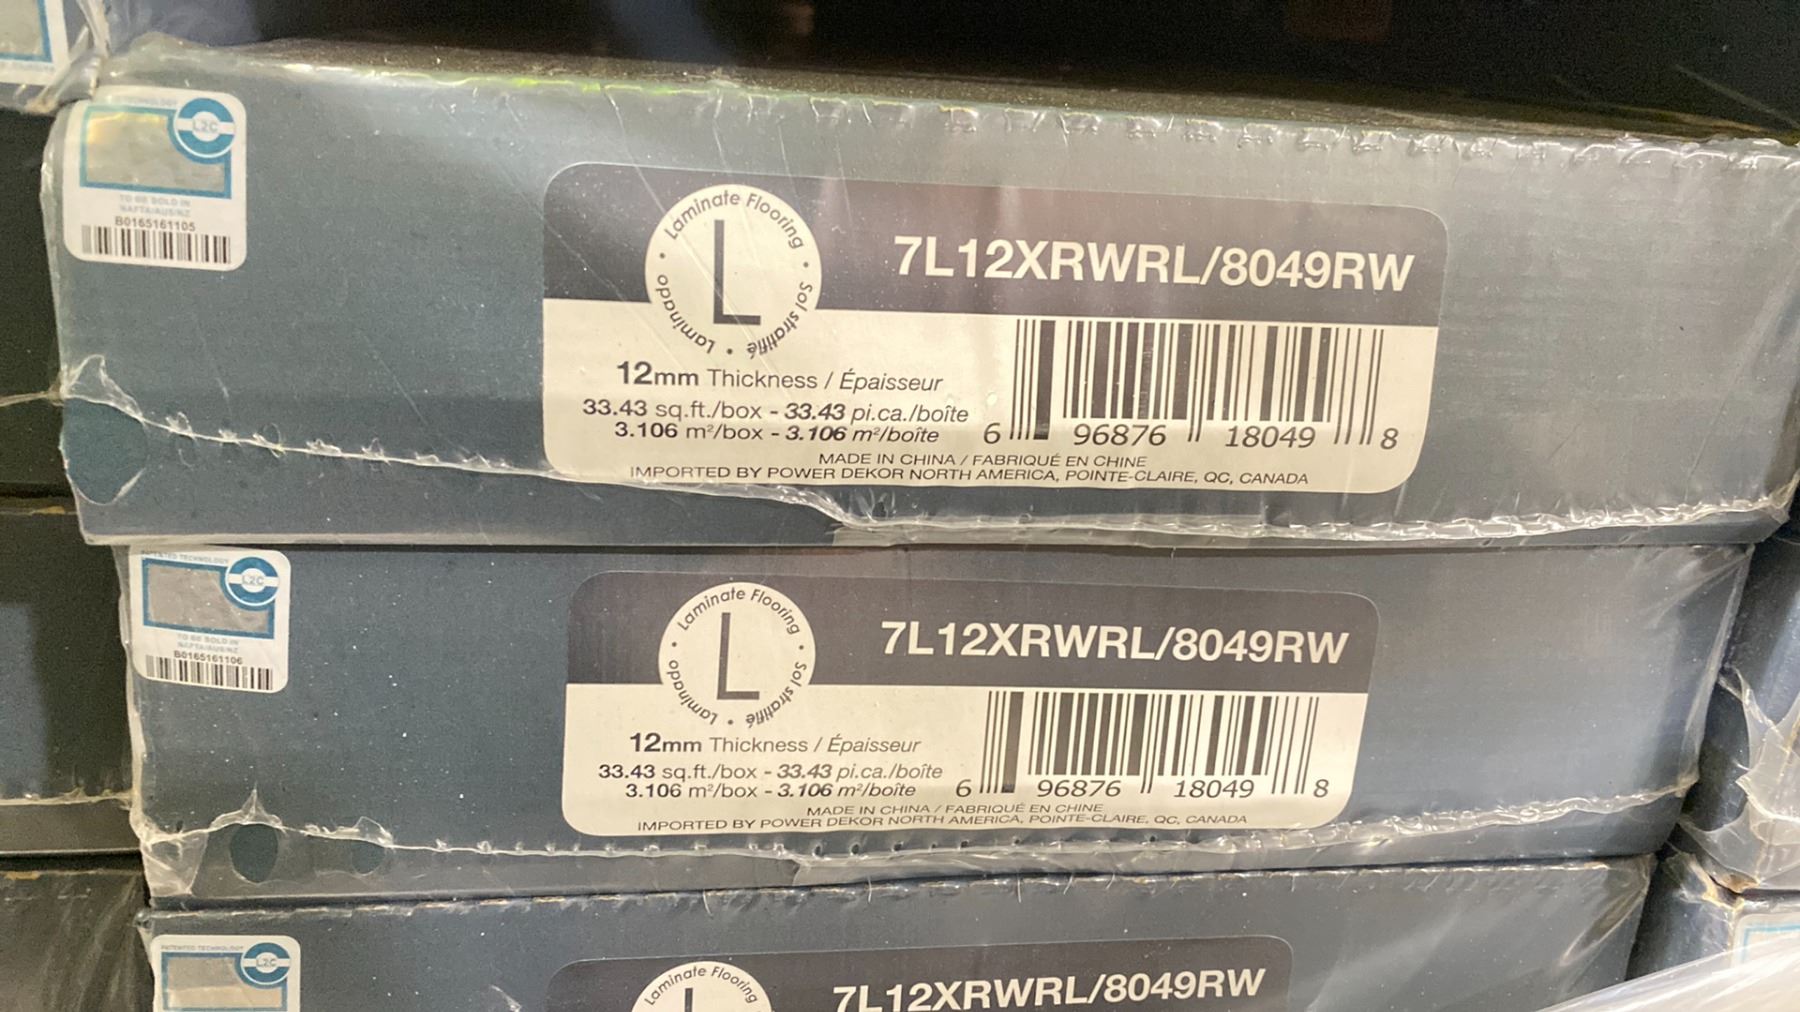 TECHNOLOGY
L2C
TO BE SOLD IN
NAFTA/AUS/NZ
B0165161105
Laminate Flooring • Sol stratifié • Laminado •
L
7L12XRWRL/8049RW
12mm Thickness / Épaisseur
33.43 sq.ft./box - 33.43 pi.ca./boîte
3.106 m²/box - 3.106 m²/boîte
6 96876 18049 8
MADE IN CHINA / FABRIQUÉ EN CHINE
IMPORTED BY POWER DEKOR NORTH AMERICA, POINTE-CLAIRE, QC, CANADA
PATENTED TECHNOLOGY
L2C
TO BE SOLD IN
NAFTA/AUS/NZ
B0165161106
Laminate Flooring • Sol stratifié • Laminado •
L
7L12XRWRL/8049RW
12mm Thickness / Épaisseur
33.43 sq.ft./box - 33.43 pi.ca./boîte
3.106 m²/box - 3.106 m²/boîte
6 96876 18049 8
MADE IN CHINA / FABRIQUÉ EN CHINE
IMPORTED BY POWER DEKOR NORTH AMERICA, POINTE-CLAIRE, QC, CANADA
PATENTED TECHNOLOGY
L2C
Laminate Flooring
L
7L12XRWRL/8049RW